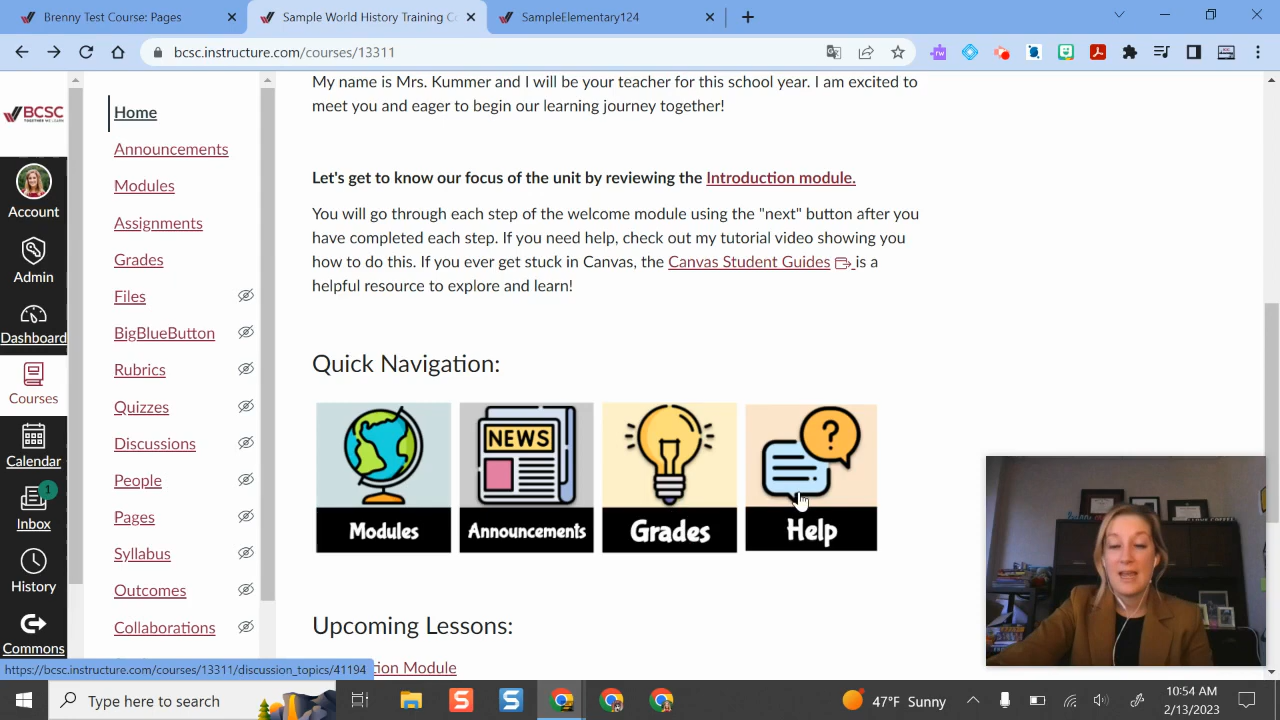 Brenny Test Course: Pages
Sample World History Training Co
SampleElementary124
bcsc.instructure.com/courses/13311
BCSC
TOGETHER WE LEARN
Account
Admin
Dashboard
Courses
Calendar
1
Inbox
History
Commons
Home
Announcements
Modules
Assignments
Grades
Files
BigBlueButton
Rubrics
Quizzes
Discussions
People
Pages
Syllabus
Outcomes
Collaborations
My name is Mrs. Kummer and I will be your teacher for this school year. I am excited to
meet you and eager to begin our learning journey together!
Let's get to know our focus of the unit by reviewing the Introduction module.
You will go through each step of the welcome module using the "next" button after you
have completed each step. If you need help, check out my tutorial video showing you
how to do this. If you ever get stuck in Canvas, the Canvas Student Guides is a
helpful resource to explore and learn!
Quick Navigation:
NEWS
?
Modules Announcements Grades Help
Upcoming Lessons:
tion Module
https://bcsc.instructure.com/courses/13311/discussion_topics/41194
Type here to search
47°F Sunny
10:54 AM
2/13/2023